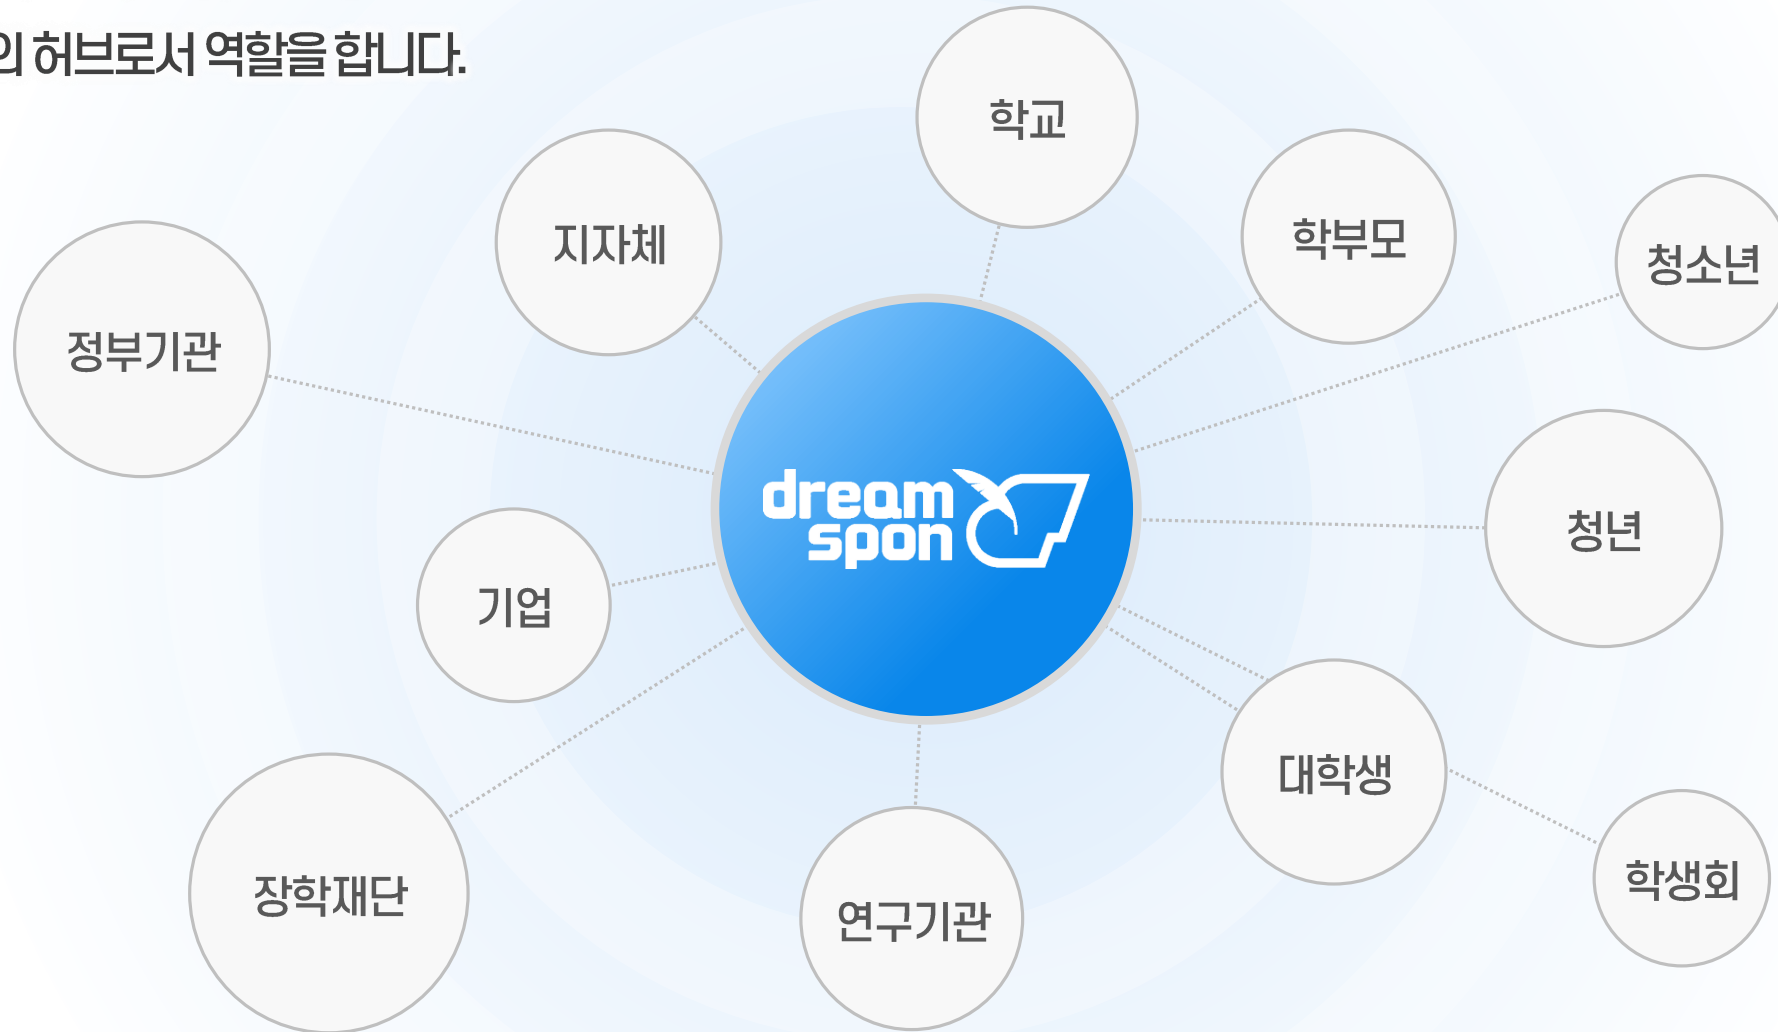 의 허브로서 역할을 합니다.
학교
지자체
학부모
청소년
정부기관
dream
spon
청년
기업
대학생
학생회
장학재단
연구기관